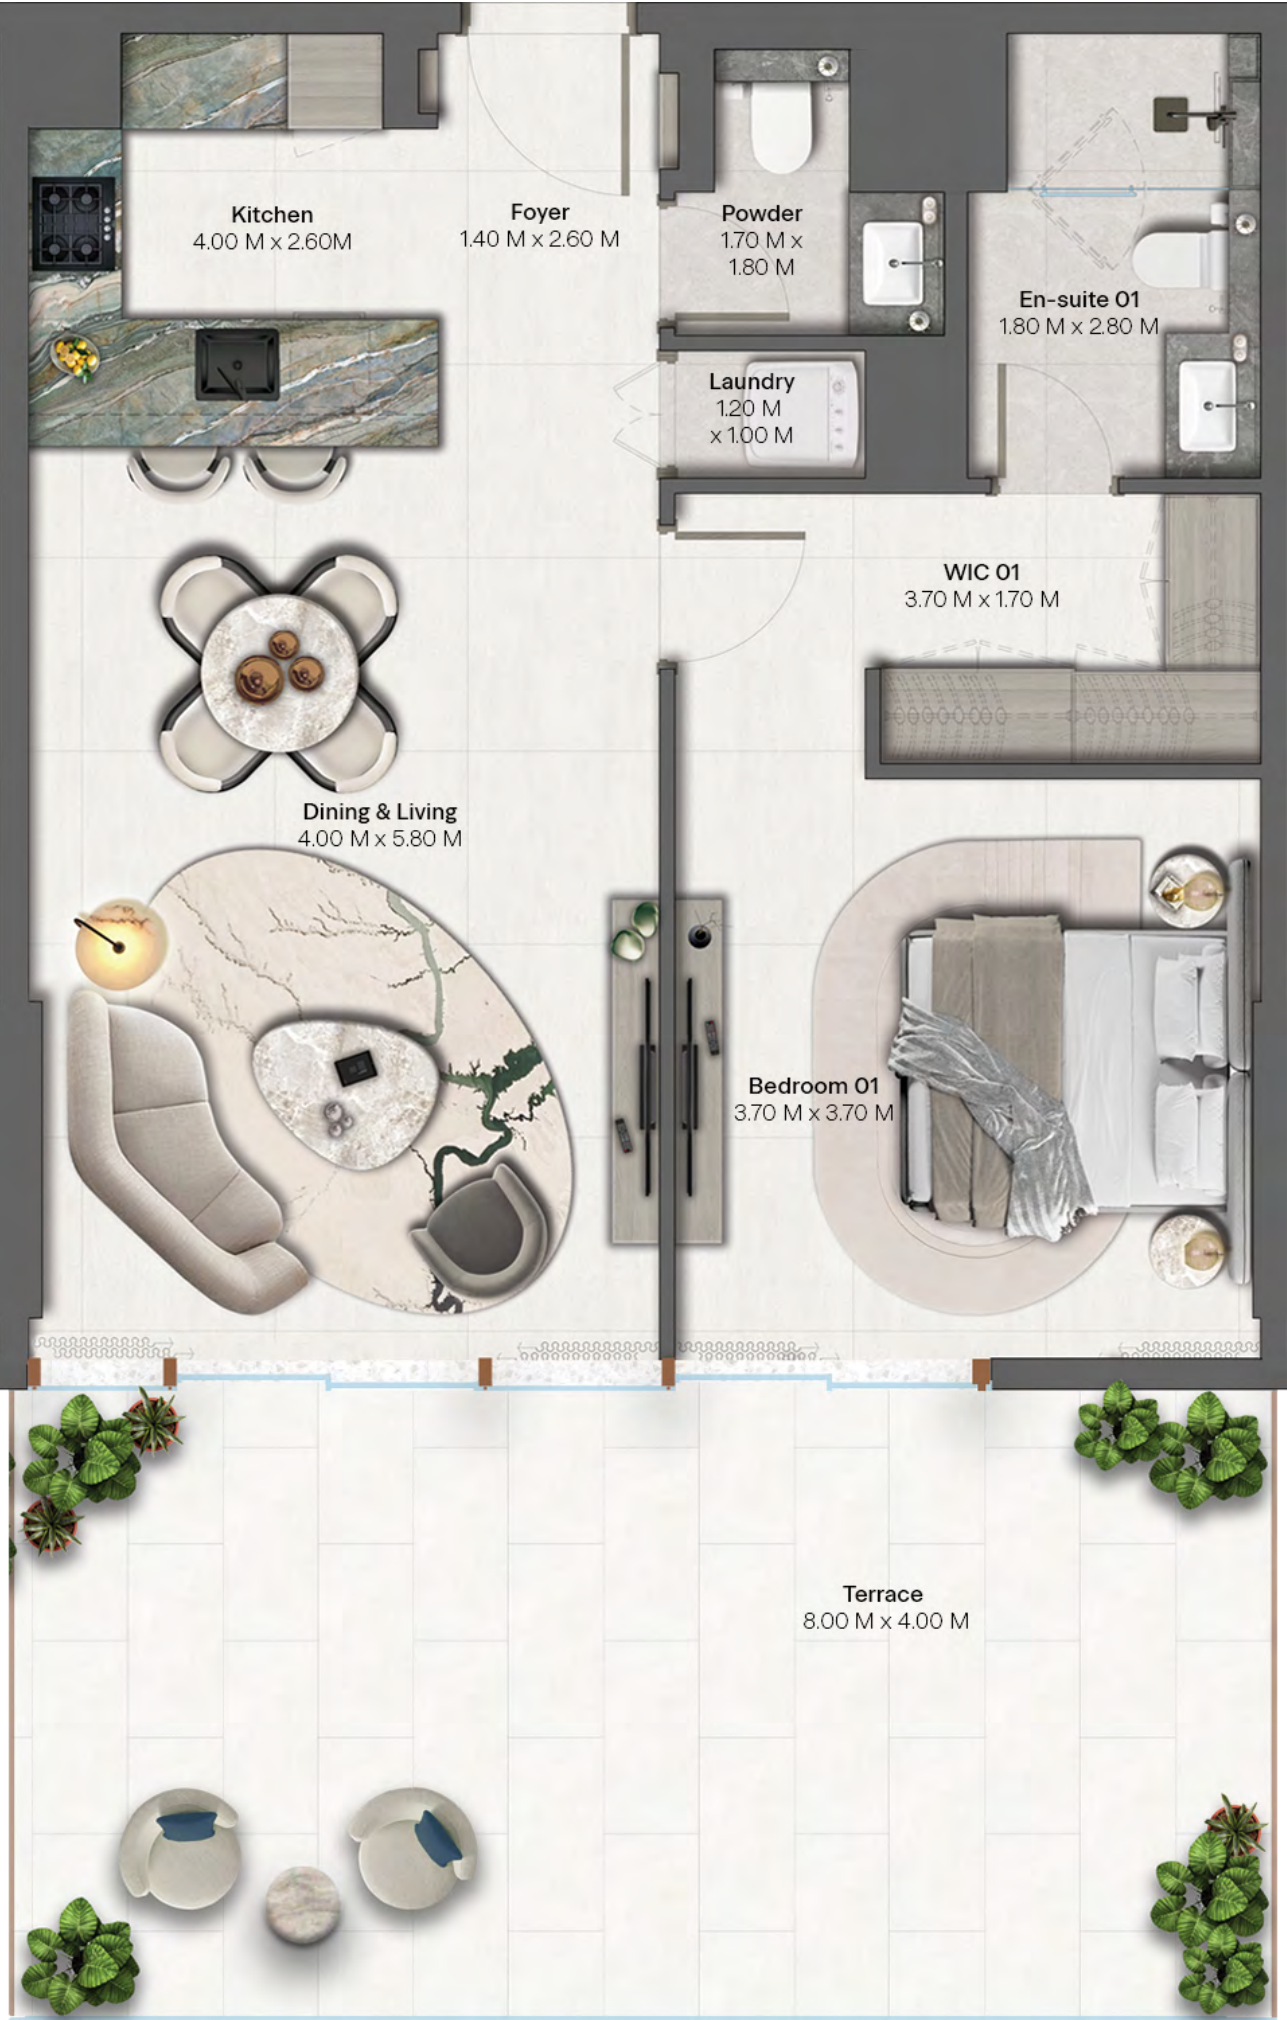 Kitchen
4.00 M x 2.60M
Foyer
1.40 M x 2.60 M
Powder
1.70 M x
1.80 M
En-suite 01
1.80 M x 2.80 M
Laundry
1.20 M
x 1.00 M
WIC 01
3.70 M x 1.70 M
Dining & Living
4.00 M x 5.80 M
Bedroom 01
3.70 M x 3.70 M
Terrace
8.00 M x 4.00 M